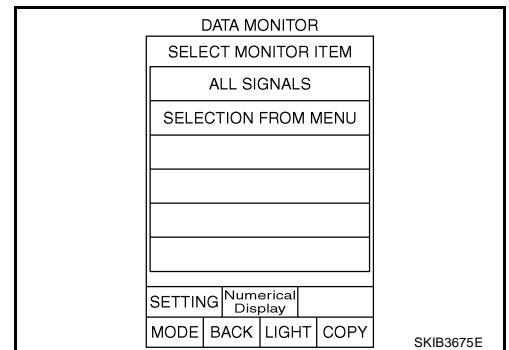 DATA MONITOR
SELECT MONITOR ITEM
ALL SIGNALS
SELECTION FROM MENU
SETTING Numerical Display
MODE BACK LIGHT COPY
SKIB3675E